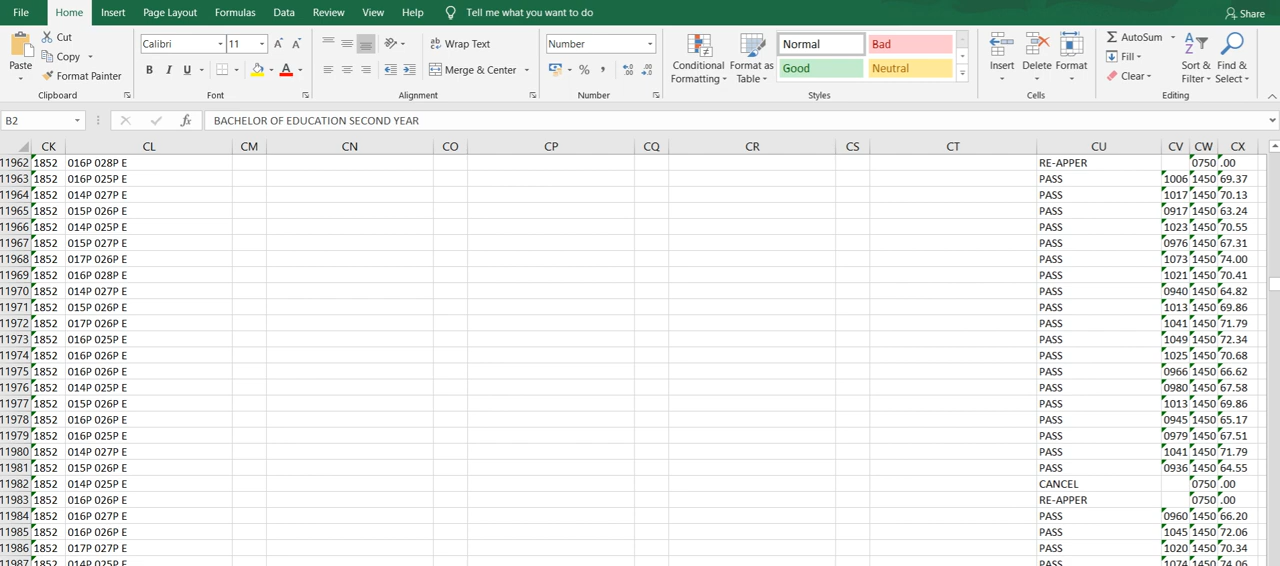 File Home Insert Page Layout Formulas Data Review View Help Tell me what you want to do Share
Cut
Calibri 11 A A Wrap Text Number Normal Bad AutoSum
Copy
Paste Conditional Format as Insert Delete Format Fill Sort & Find &
Format Painter B I U A Merge & Center % , Formatting Table Good Neutral Clear Filter Select
Clipboard Font Alignment Number Styles Cells Editing
B2 fx BACHELOR OF EDUCATION SECOND YEAR
CK CL CM CN CO CP CQ CR CS CT CU CV CW CX
11962 1852 016P 028P E RE-APPER 0750 .00
11963 1852 016P 025P E PASS 1006 1450 69.37
11964 1852 014P 027P E PASS 1017 1450 70.13
11965 1852 015P 026P E PASS 0917 1450 63.24
11966 1852 014P 025P E PASS 1023 1450 70.55
11967 1852 015P 027P E PASS 0976 1450 67.31
11968 1852 017P 026P E PASS 1073 1450 74.00
11969 1852 016P 028P E PASS 1021 1450 70.41
11970 1852 014P 027P E PASS 0940 1450 64.82
11971 1852 015P 026P E PASS 1013 1450 69.86
11972 1852 017P 026P E PASS 1041 1450 71.79
11973 1852 016P 025P E PASS 1049 1450 72.34
11974 1852 016P 026P E PASS 1025 1450 70.68
11975 1852 016P 026P E PASS 0966 1450 66.62
11976 1852 014P 025P E PASS 0980 1450 67.58
11977 1852 015P 026P E PASS 1013 1450 69.86
11978 1852 016P 026P E PASS 0945 1450 65.17
11979 1852 016P 025P E PASS 0979 1450 67.51
11980 1852 014P 027P E PASS 1041 1450 71.79
11981 1852 015P 026P E PASS 0936 1450 64.55
11982 1852 014P 025P E CANCEL 0750 .00
11983 1852 016P 026P E RE-APPER 0750 .00
11984 1852 016P 027P E PASS 0960 1450 66.20
11985 1852 016P 026P E PASS 1045 1450 72.06
11986 1852 017P 027P E PASS 1020 1450 70.34
11987 1852 014P 025P E PASS 1074 1450 74.06